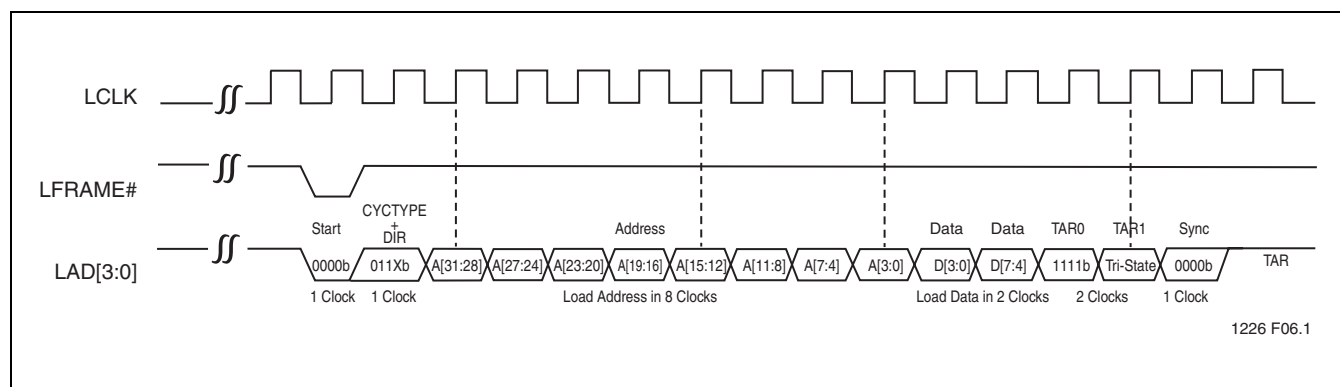 LCLK
LFRAME#
Start
CYCTYPE
+
DIR
Address
Data
Data
TAR0
TAR1
Sync
LAD[3:0]
0000b
011Xb
A[31:28]
A[27:24]
A[23:20]
A[19:16]
A[15:12]
A[11:8]
A[7:4]
A[3:0]
D[3:0]
D[7:4]
1111b
Tri-State
0000b
TAR
1 Clock
1 Clock
Load Address in 8 Clocks
Load Data in 2 Clocks
2 Clocks
1 Clock
1226 F06.1